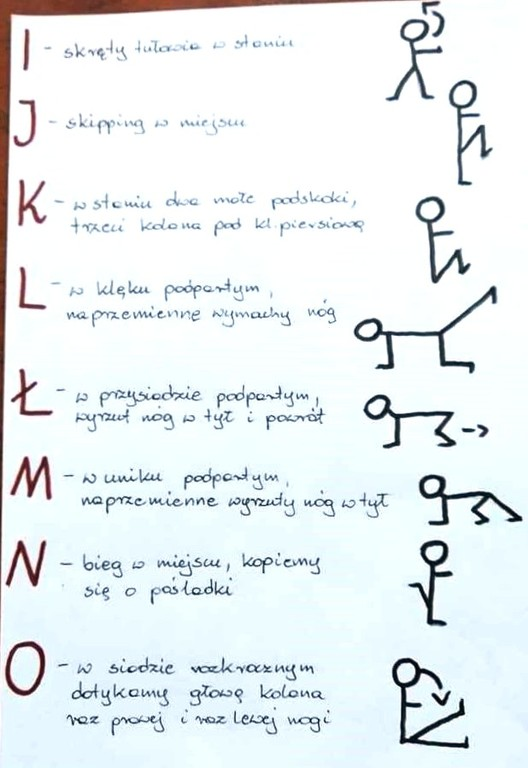 I - skręty tułowia w staniu
J - skipping w miejscu
K - w staniu dwa małe podskoki,
trzeci kolana pod kl. piersiową
L - w klęku podpartym,
naprzemienne wymachy nóg
Ł - w przysiadzie podpartym,
wyrzut nóg w tył i powrót
M - w uniku podpartym,
naprzemienne wyrzuty nóg w tył
N - bieg w miejscu, kopiemy
się o pośladki
O - w siadzie rozkrocznym
dotykamy głową kolana
raz prawej i raz lewej nogi